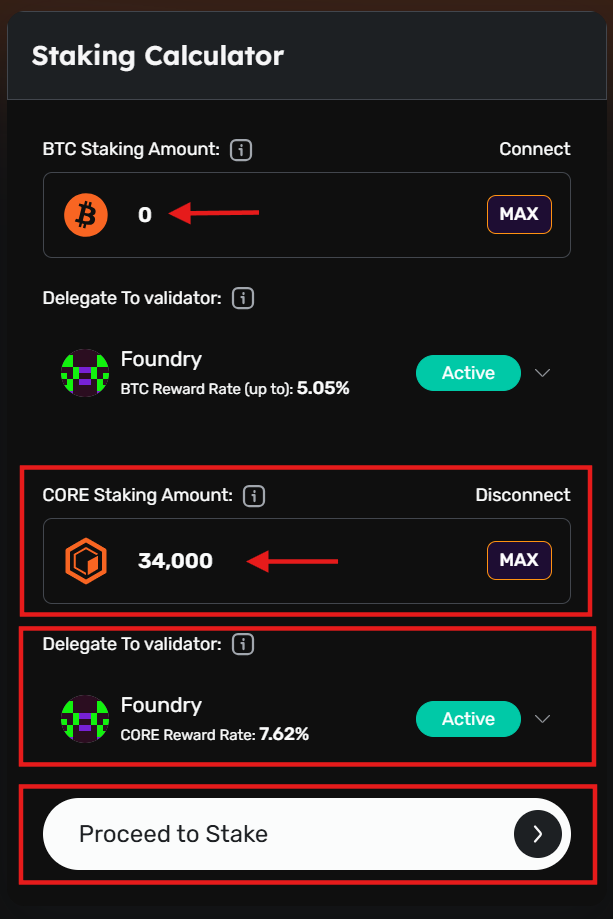 Staking Calculator
BTC Staking Amount: i Connect
0 MAX
Delegate To validator: i
Foundry
BTC Reward Rate (up to): 5.05% Active
CORE Staking Amount: i Disconnect
34,000 MAX
Delegate To validator: i
Foundry
CORE Reward Rate: 7.62% Active
Proceed to Stake